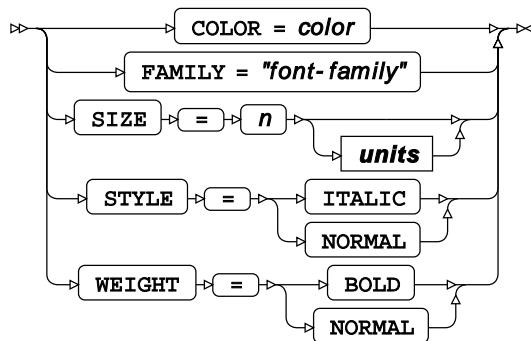 COLOR = color
FAMILY = "font-family"
SIZE = n
units
STYLE = ITALIC
NORMAL
WEIGHT = BOLD
NORMAL